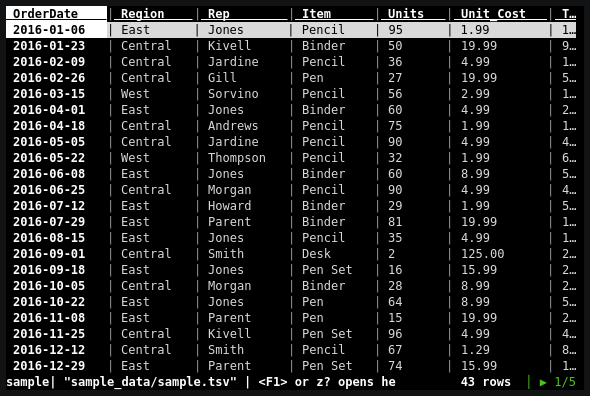 OrderDate | Region | Rep | Item | Units | Unit_Cost | T…
2016-01-06 | East | Jones | Pencil | 95 | 1.99 | 1…
2016-01-23 | Central | Kivell | Binder | 50 | 19.99 | 9…
2016-02-09 | Central | Jardine | Pencil | 36 | 4.99 | 1…
2016-02-26 | Central | Gill | Pen | 27 | 19.99 | 5…
2016-03-15 | West | Sorvino | Pencil | 56 | 2.99 | 1…
2016-04-01 | East | Jones | Binder | 60 | 4.99 | 2…
2016-04-18 | Central | Andrews | Pencil | 75 | 1.99 | 1…
2016-05-05 | Central | Jardine | Pencil | 90 | 4.99 | 4…
2016-05-22 | West | Thompson | Pencil | 32 | 1.99 | 6…
2016-06-08 | East | Jones | Binder | 60 | 8.99 | 5…
2016-06-25 | Central | Morgan | Pencil | 90 | 4.99 | 4…
2016-07-12 | East | Howard | Binder | 29 | 1.99 | 5…
2016-07-29 | East | Parent | Binder | 81 | 19.99 | 1…
2016-08-15 | East | Jones | Pencil | 35 | 4.99 | 1…
2016-09-01 | Central | Smith | Desk | 2 | 125.00 | 2…
2016-09-18 | East | Jones | Pen Set | 16 | 15.99 | 2…
2016-10-05 | Central | Morgan | Binder | 28 | 8.99 | 2…
2016-10-22 | East | Jones | Pen | 64 | 8.99 | 5…
2016-11-08 | East | Parent | Pen | 15 | 19.99 | 2…
2016-11-25 | Central | Kivell | Pen Set | 96 | 4.99 | 4…
2016-12-12 | Central | Smith | Pencil | 67 | 1.29 | 8…
2016-12-29 | East | Parent | Pen Set | 74 | 15.99 | 1…
sample| "sample_data/sample.tsv" | <F1> or z? opens he 43 rows | ▶ 1/5